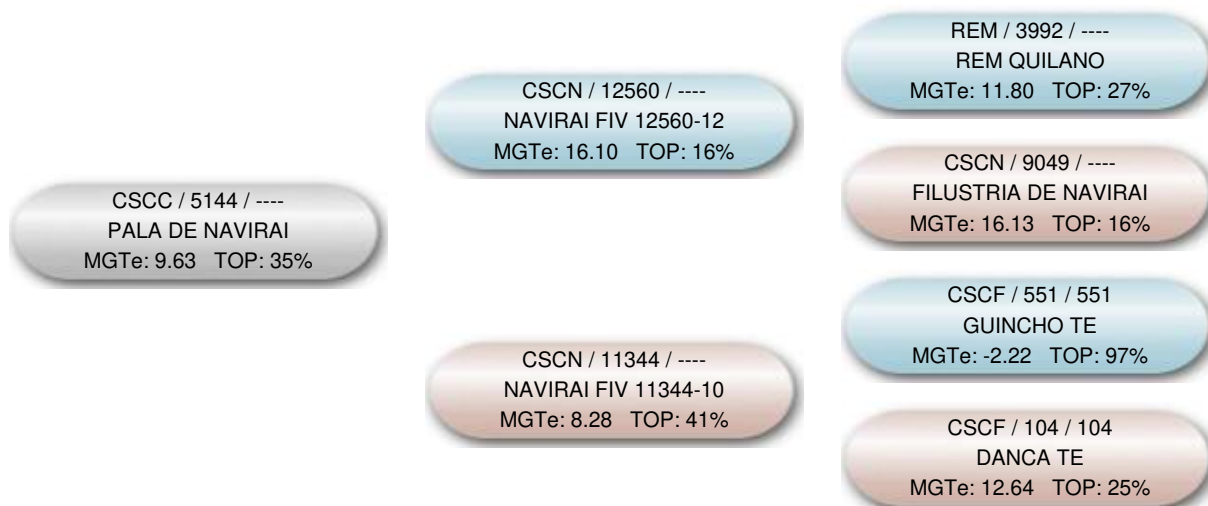 CSCC / 5144 / ----
PALA DE NAVIRAI
MGTe: 9.63 TOP: 35%
CSCN / 12560 / ----
NAVIRAI FIV 12560-12
MGTe: 16.10 TOP: 16%
CSCN / 11344 / ----
NAVIRAI FIV 11344-10
MGTe: 8.28 TOP: 41%
REM / 3992 / ----
REM QUILANO
MGTe: 11.80 TOP: 27%
CSCN / 9049 / ----
FILUSTRIA DE NAVIRAI
MGTe: 16.13 TOP: 16%
CSCF / 551 / 551
GUINCHO TE
MGTe: -2.22 TOP: 97%
CSCF / 104 / 104
DANCA TE
MGTe: 12.64 TOP: 25%